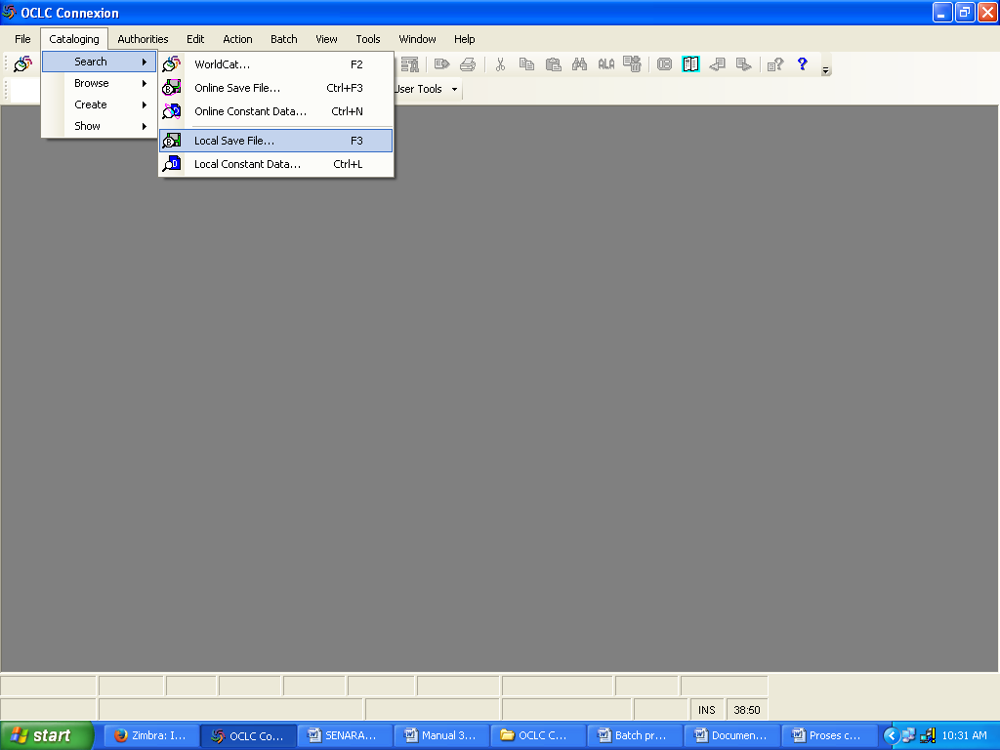 OCLC Connexion
File Cataloging Authorities Edit Action Batch View Tools Window Help
Search
Browse
Create
Show
WorldCat... F2
Online Save File... Ctrl+F3
Online Constant Data... Ctrl+N
Local Save File... F3
Local Constant Data... Ctrl+L
ALA
User Tools
INS 38:50
start Zimbra: I... OCLC Co... SENARA... Manual 3... OCLC C... Batch pr... Documen... Proses c... 10:31 AM